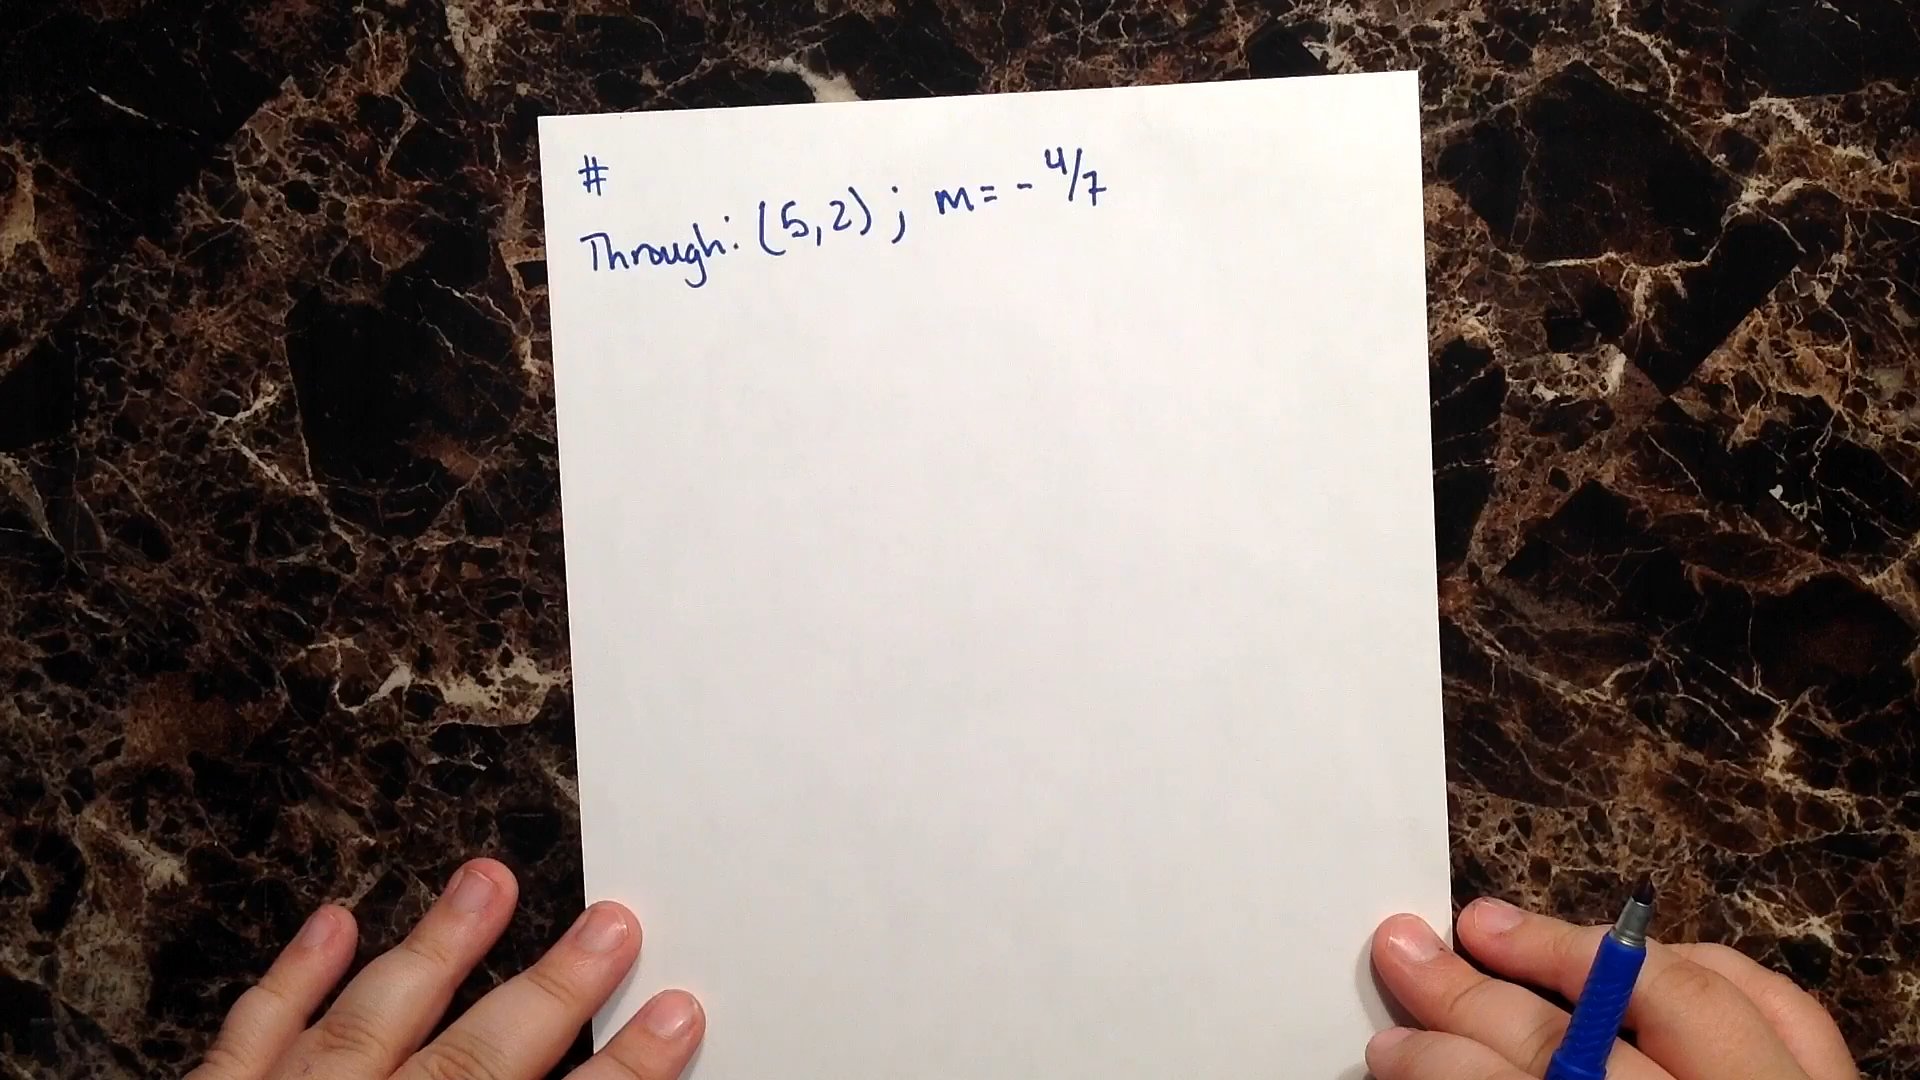 #
Through: (5,2) ; m = - 4/7